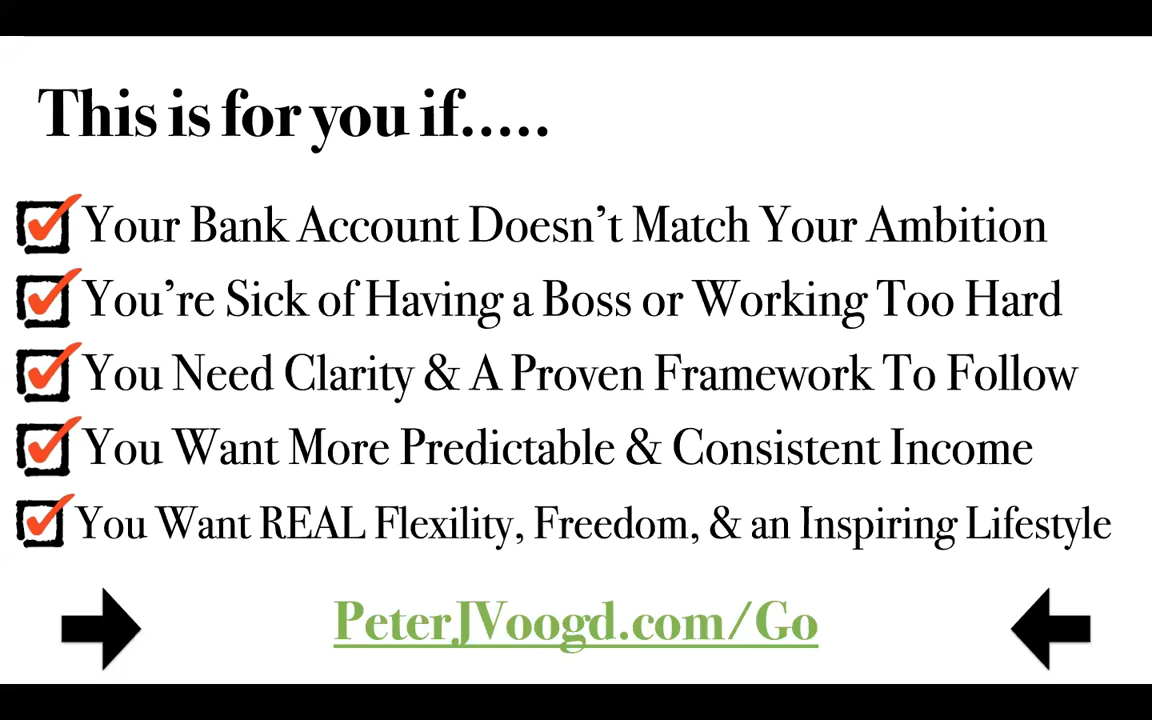 This is for you if.....
Your Bank Account Doesn’t Match Your Ambition
You’re Sick of Having a Boss or Working Too Hard
You Need Clarity & A Proven Framework To Follow
You Want More Predictable & Consistent Income
You Want REAL Flexility, Freedom, & an Inspiring Lifestyle
PeterJVoogd.com/Go